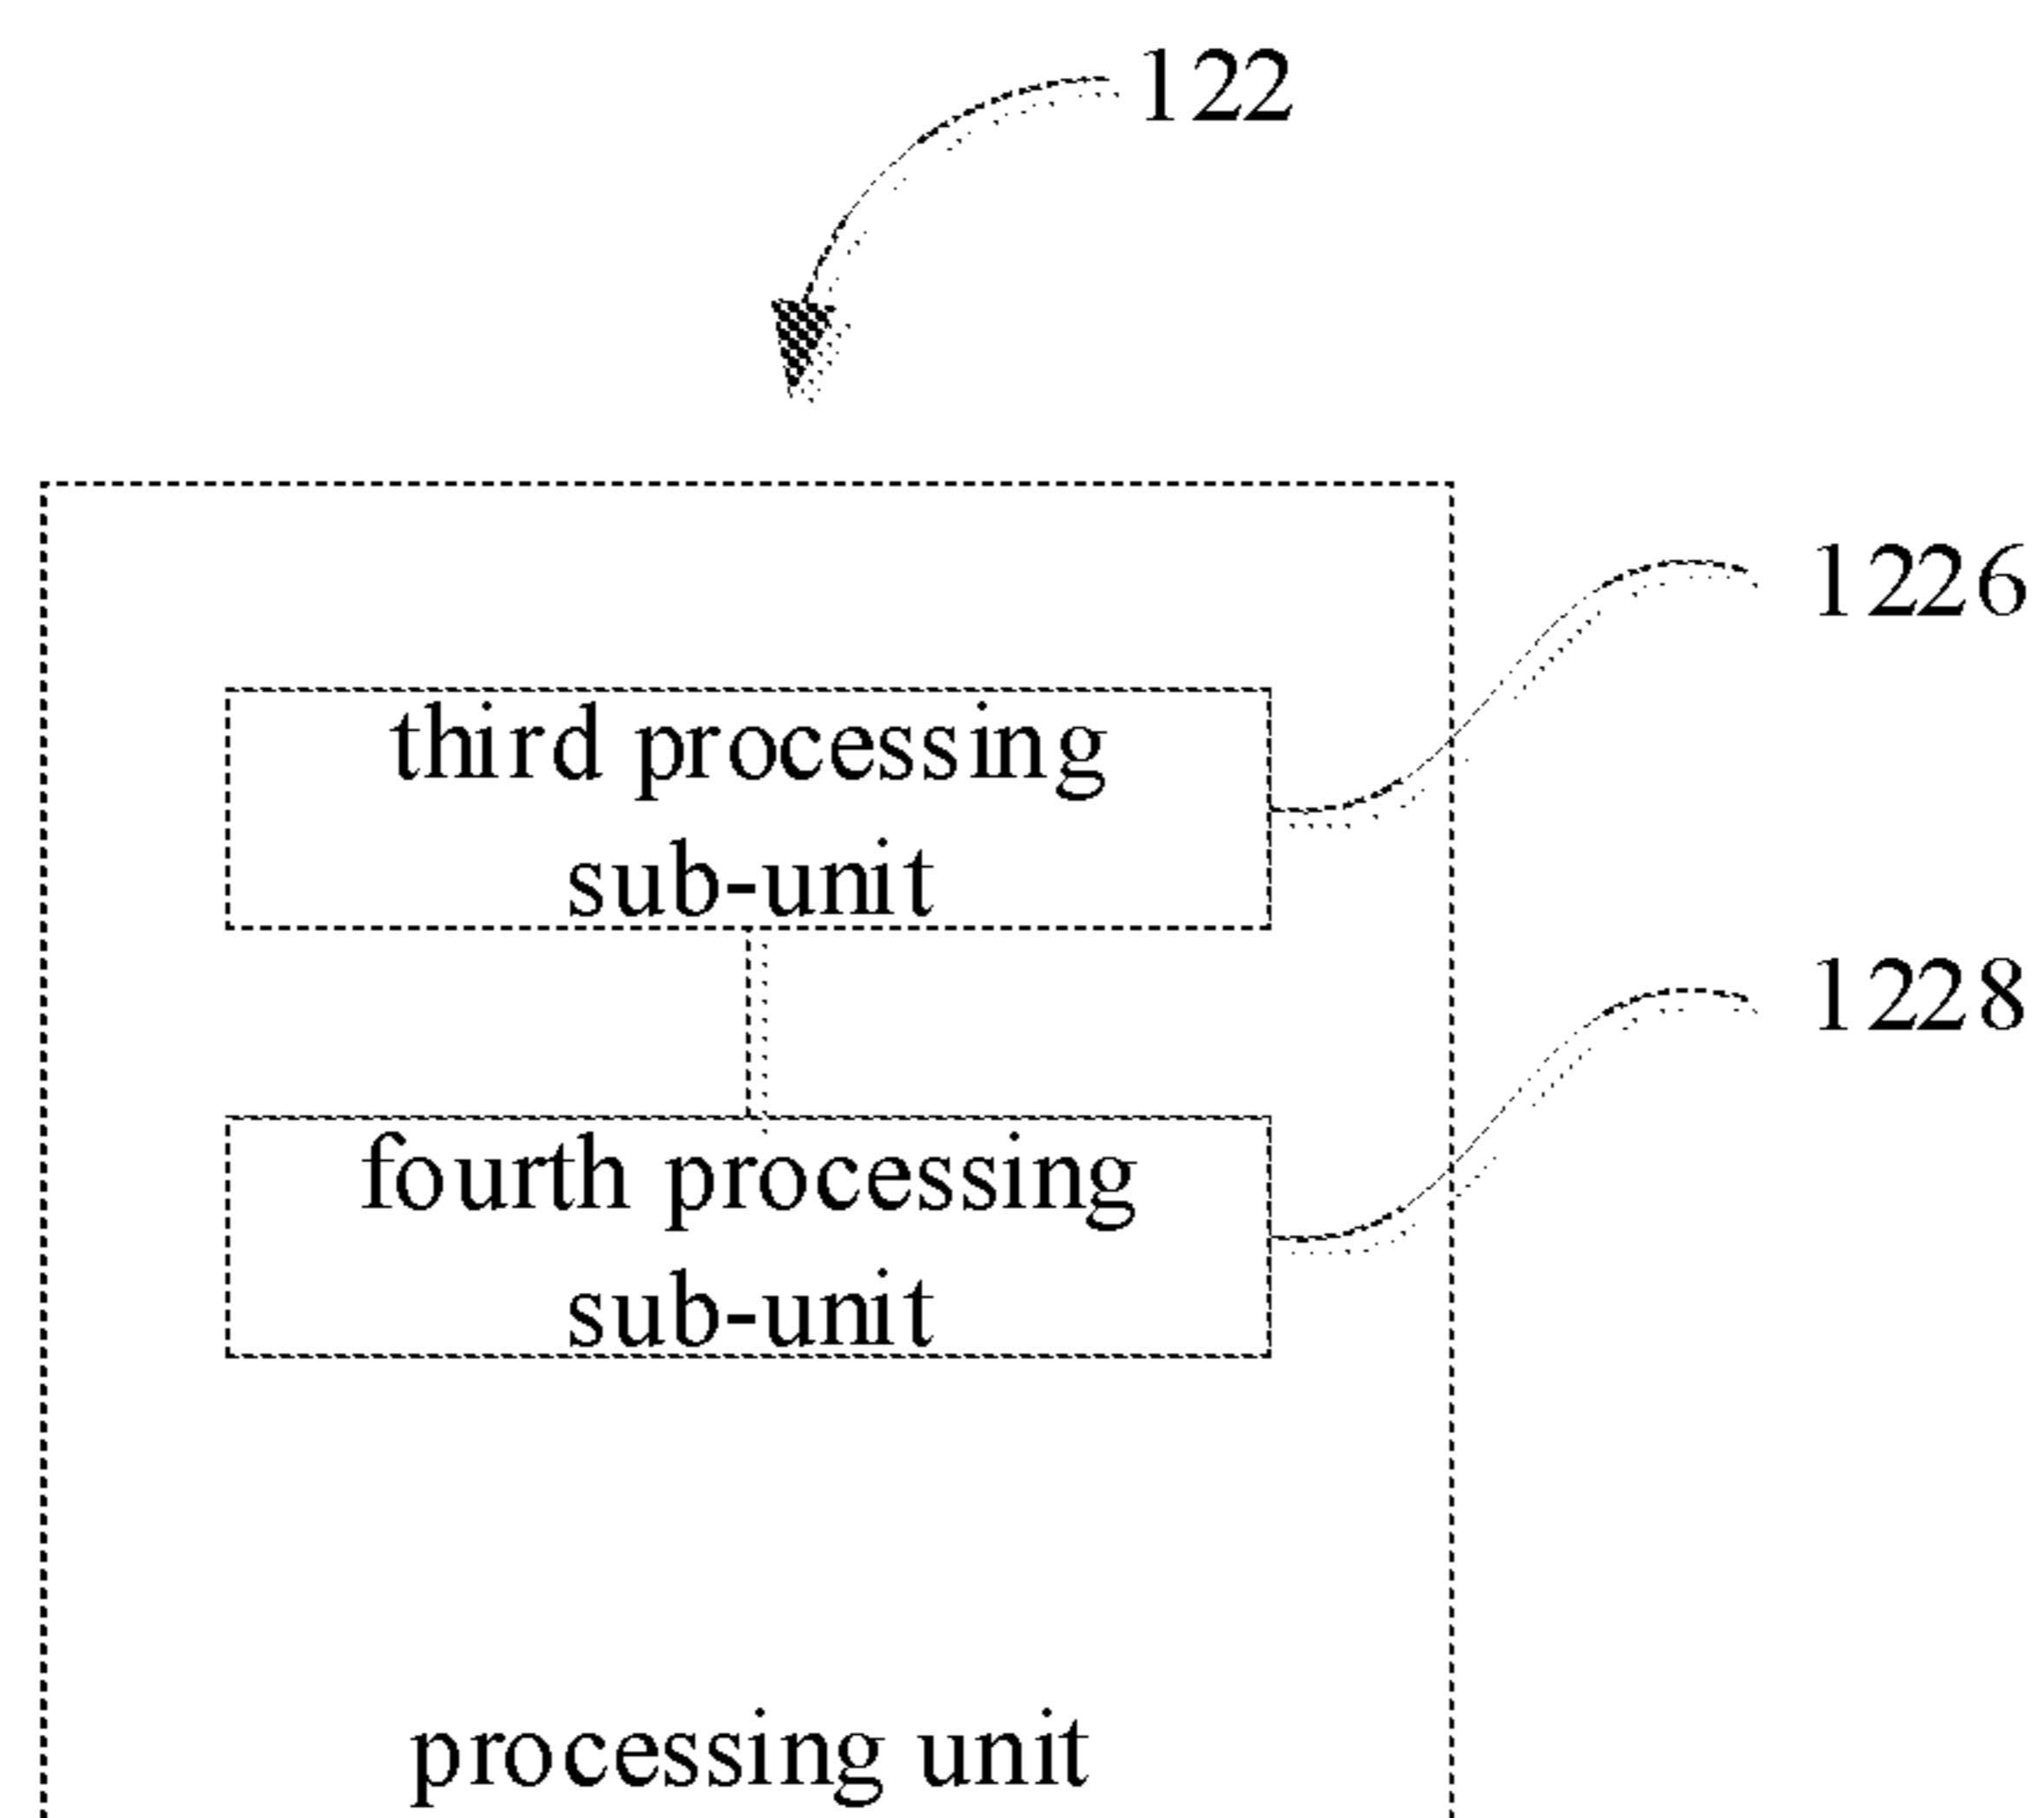 122
1226
third processing
sub-unit
1228
fourth processing
sub-unit
processing unit